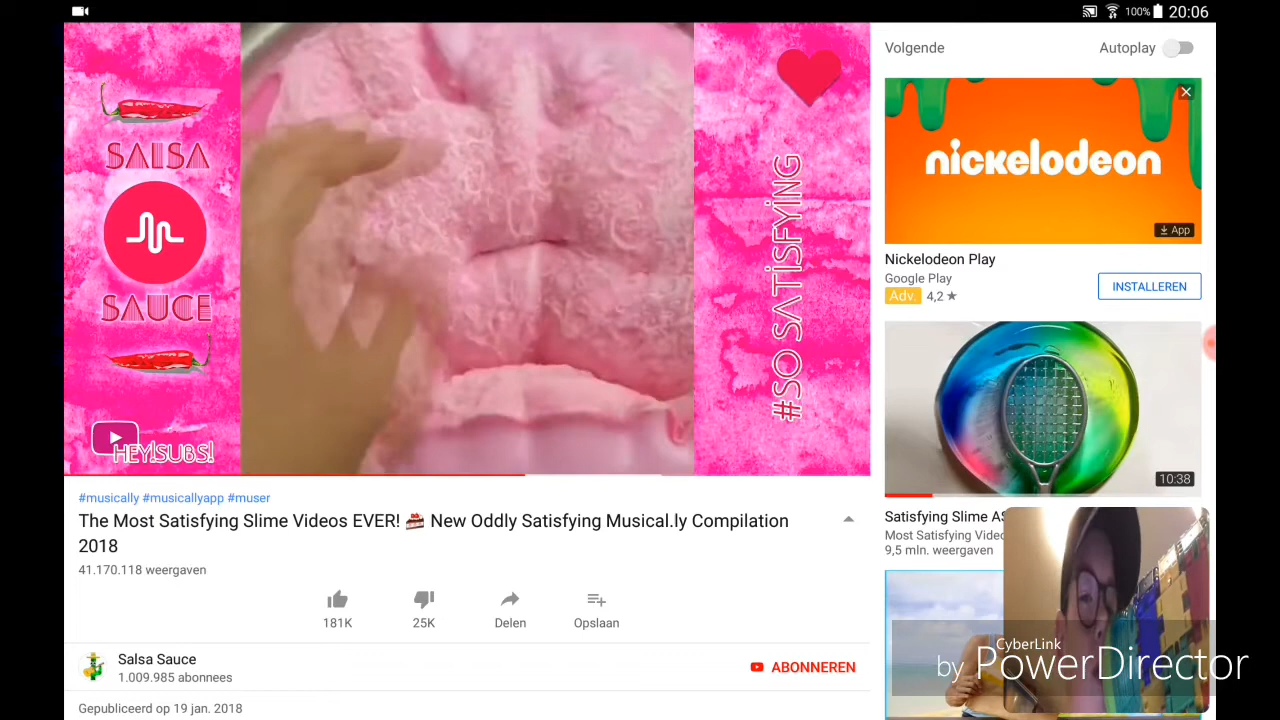 100% 20:06
SALSA
SAUCE
HEY!SUBS!
#SO SATISFYING
Volgende
Autoplay
nickelodeon
App
Nickelodeon Play
Google Play
Adv. 4,2 ★
INSTALLEREN
10:38
Satisfying Slime AS
Most Satisfying Video
9,5 mln. weergaven
#musically #musicallyapp #muser
The Most Satisfying Slime Videos EVER! 🍰 New Oddly Satisfying Musical.ly Compilation
2018
41.170.118 weergaven
181K
25K
Delen
Opslaan
Salsa Sauce
1.009.985 abonnees
ABONNEREN
Gepubliceerd op 19 jan. 2018
CyberLink
by PowerDirector